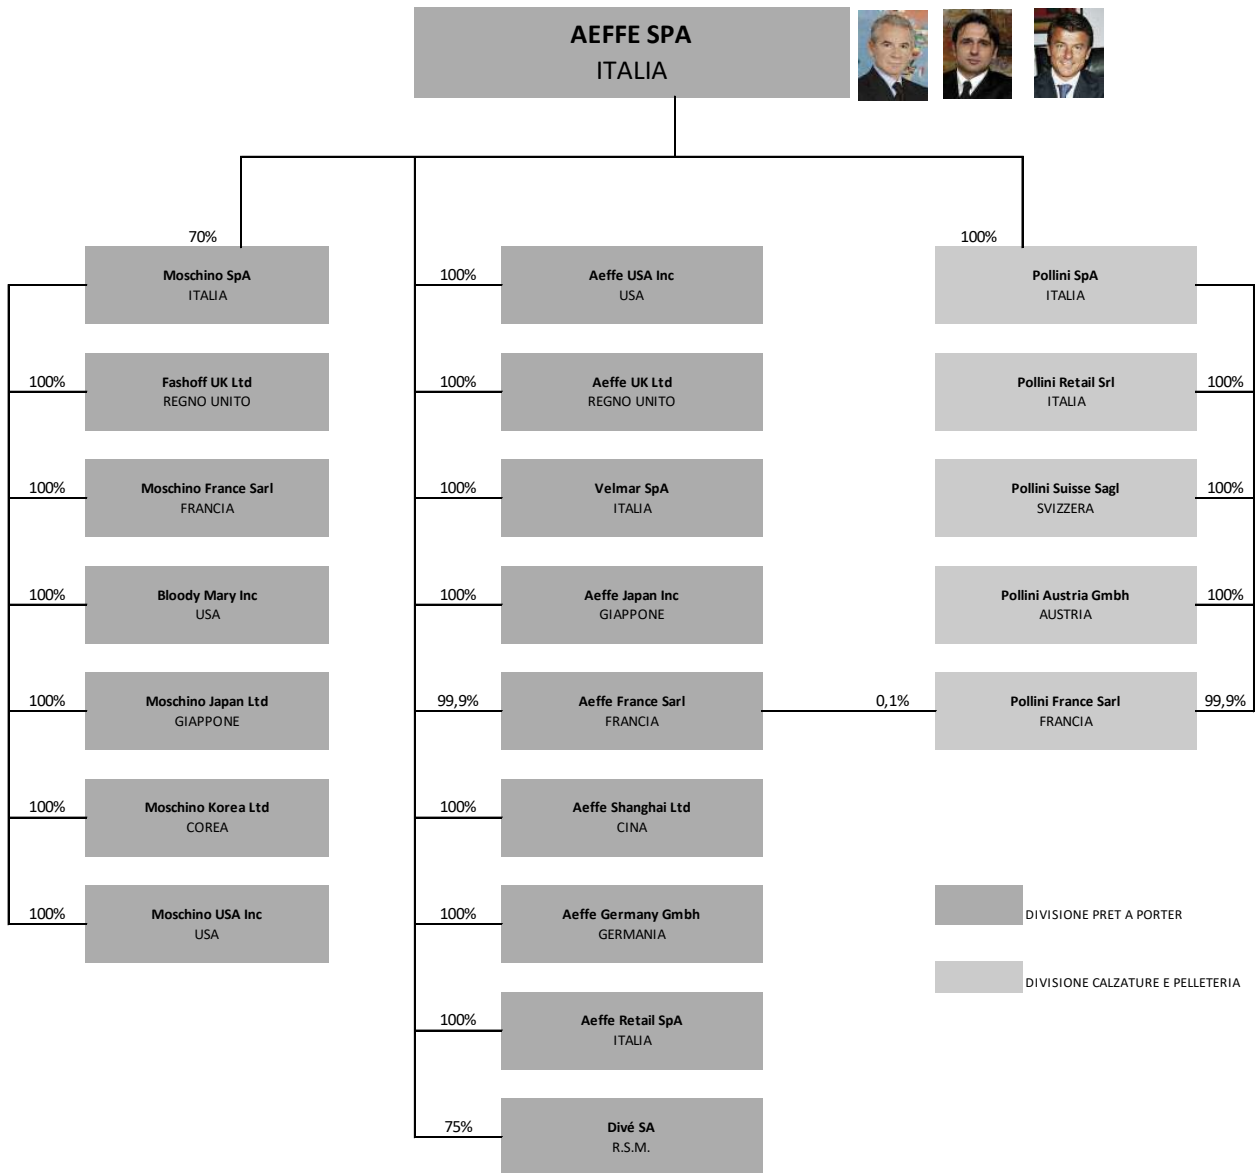 AEFFE SPA
ITALIA
70%
Moschino SpA
ITALIA
100%
Fashoff UK Ltd
REGNO UNITO
100%
Moschino France Sarl
FRANCIA
100%
Bloody Mary Inc
USA
100%
Moschino Japan Ltd
GIAPPONE
100%
Moschino Korea Ltd
COREA
100%
Moschino USA Inc
USA
100%
Aeffe USA Inc
USA
100%
Aeffe UK Ltd
REGNO UNITO
100%
Velmar SpA
ITALIA
100%
Aeffe Japan Inc
GIAPPONE
99,9%
Aeffe France Sarl
FRANCIA
100%
Aeffe Shanghai Ltd
CINA
100%
Aeffe Germany Gmbh
GERMANIA
100%
Aeffe Retail SpA
ITALIA
75%
Divé SA
R.S.M.
100%
Pollini SpA
ITALIA
Pollini Retail Srl
ITALIA
100%
Pollini Suisse Sagl
SVIZZERA
100%
Pollini Austria Gmbh
AUSTRIA
100%
0,1%
Pollini France Sarl
FRANCIA
99,9%
DIVISIONE PRET A PORTER
DIVISIONE CALZATURE E PELLETERIA